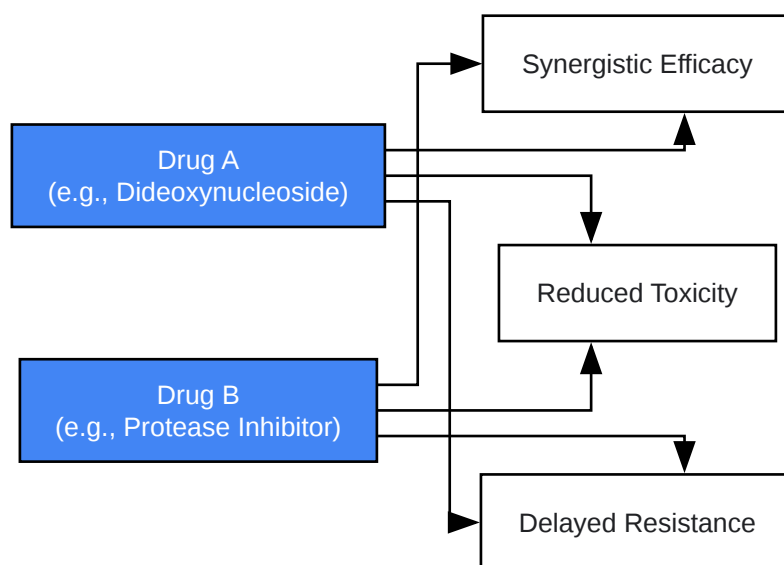 Synergistic Efficacy
Drug A
(e.g., Dideoxynucleoside)
Reduced Toxicity
Drug B
(e.g., Protease Inhibitor)
Delayed Resistance